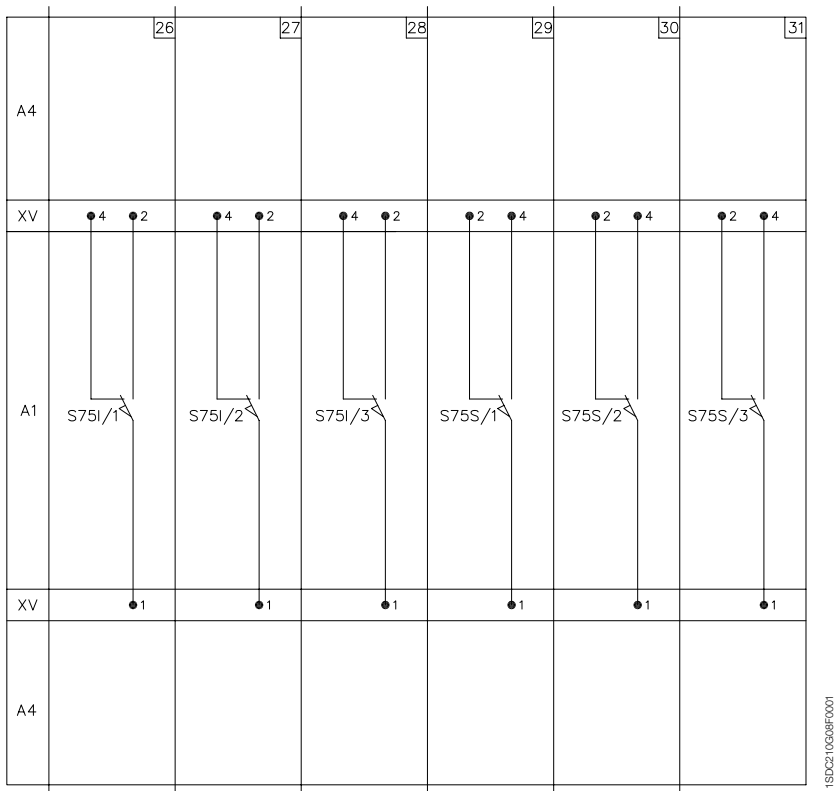 26 27 28 29 30 31
A4
XV 4 2 4 2 4 2 2 4 2 4 2 4
A1 S75I/1 S75I/2 S75I/3 S75S/1 S75S/2 S75S/3
XV 1 1 1 1 1 1
A4
1SDC210G08F0001